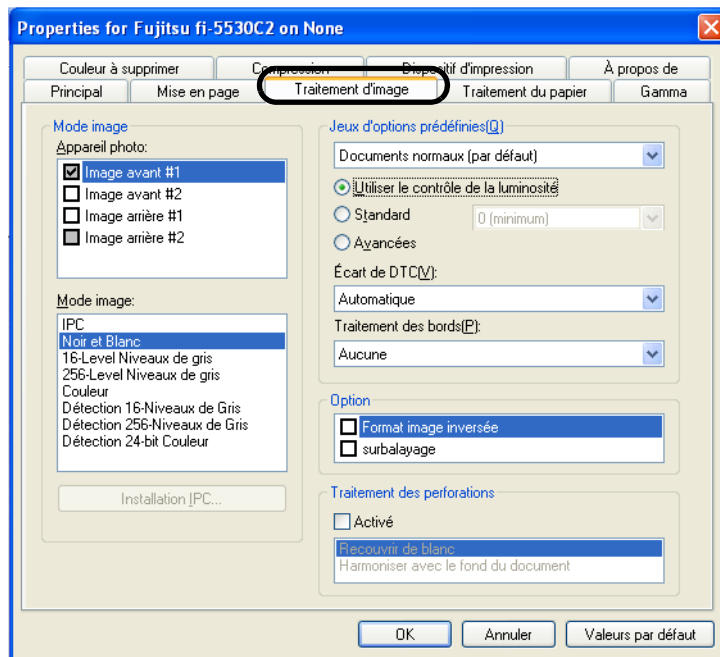 Properties for Fujitsu fi-5530C2 on None
Couleur à supprimer
Compression
Dispositif d'impression
À propos de
Principal
Mise en page
Traitement d'image
Traitement du papier
Gamma
Mode image
Appareil photo:
Image avant #1
Image avant #2
Image arrière #1
Image arrière #2
Mode image:
IPC
Noir et Blanc
16-Level Niveaux de gris
256-Level Niveaux de gris
Couleur
Détection 16-Niveaux de Gris
Détection 256-Niveaux de Gris
Détection 24-bit Couleur
Installation IPC...
Jeux d'options prédéfinies(Q)
Documents normaux (par défaut)
Utiliser le contrôle de la luminosité
Standard
0 (minimum)
Avancées
Écart de DTC(V):
Automatique
Traitement des bords(P):
Aucune
Option
Format image inversée
surbalayage
Traitement des perforations
Activé
Recouvrir de blanc
Harmoniser avec le fond du document
OK
Annuler
Valeurs par défaut